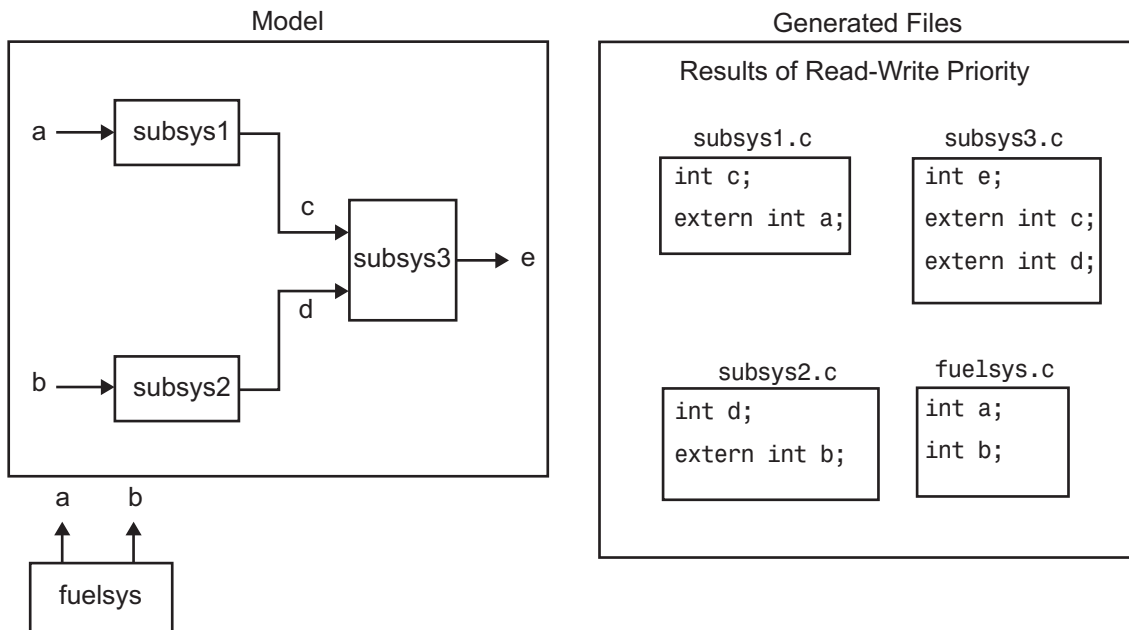 Model
a
subsys1
c
subsys3
e
d
b
subsys2
a b
fuelsys
Generated Files
Results of Read-Write Priority
subsys1.c
int c;
extern int a;
subsys3.c
int e;
extern int c;
extern int d;
subsys2.c
int d;
extern int b;
fuelsys.c
int a;
int b;